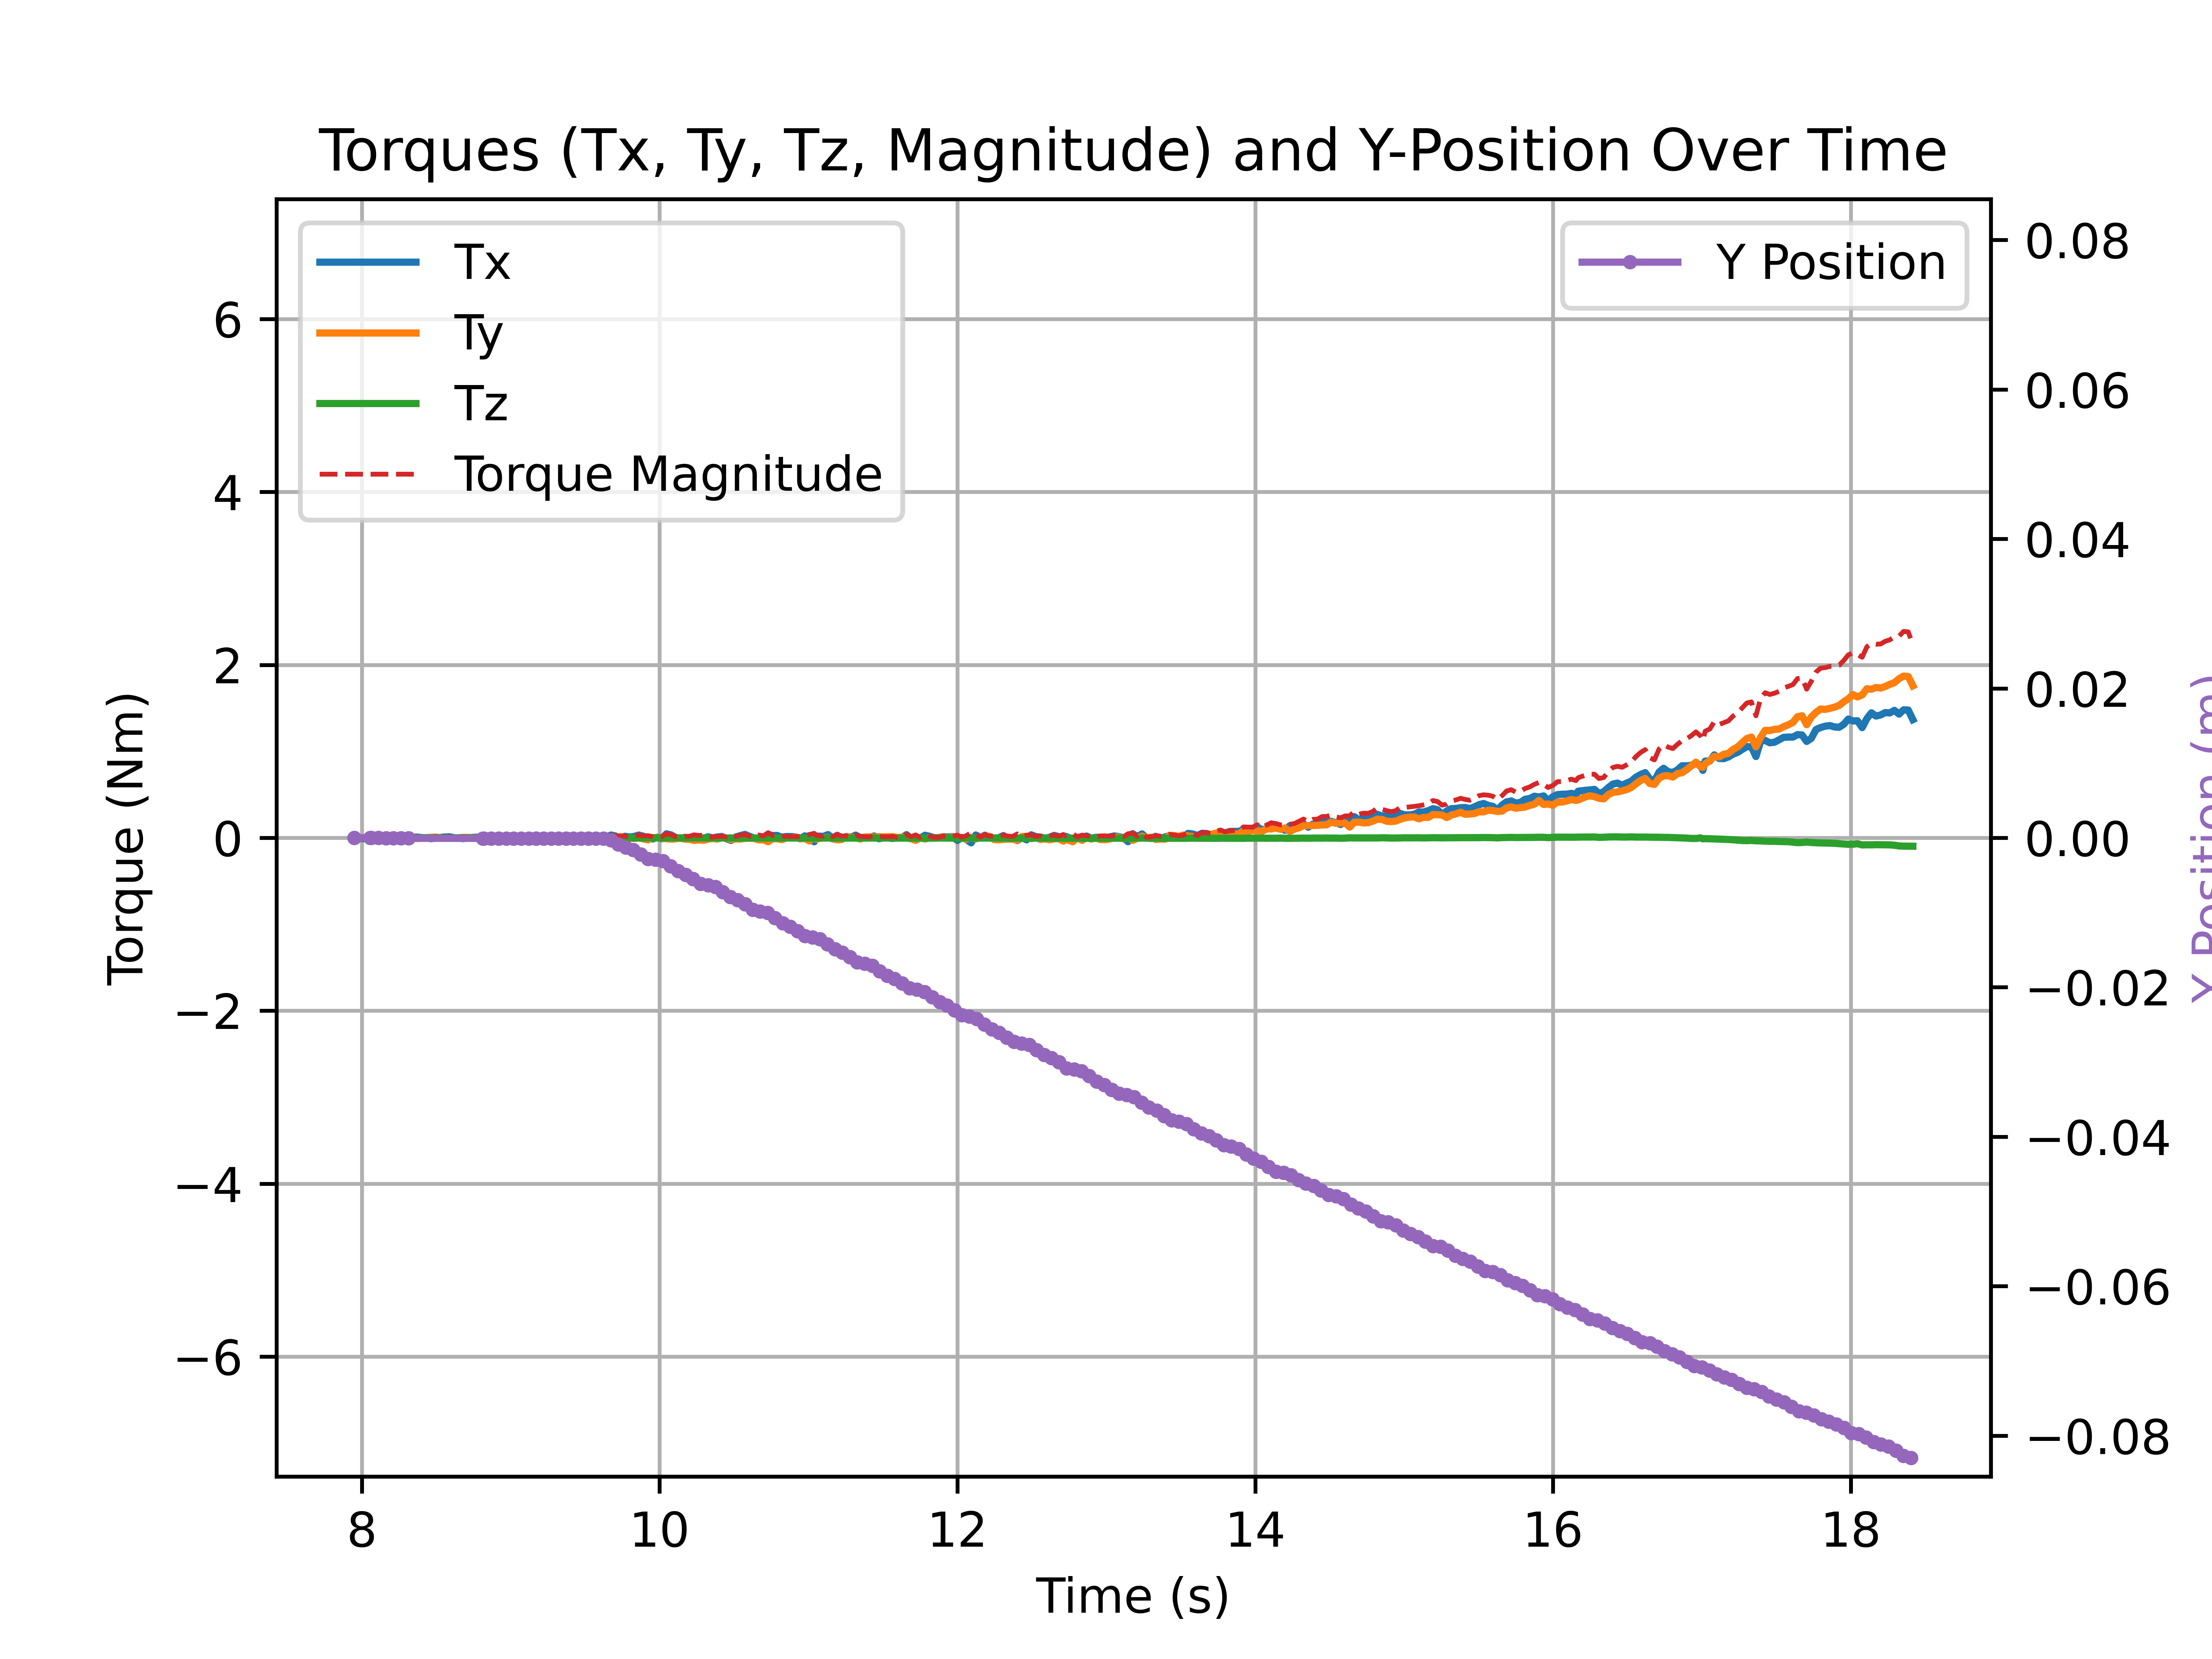 Torques (Tx, Ty, Tz, Magnitude) and Y-Position Over Time
Tx
Ty
Tz
Torque Magnitude
Y Position
6
4
2
0
−2
−4
−6
Torque (Nm)
0.08
0.06
0.04
0.02
0.00
−0.02
−0.04
−0.06
−0.08
Y Position (m)
8
10
12
14
16
18
Time (s)